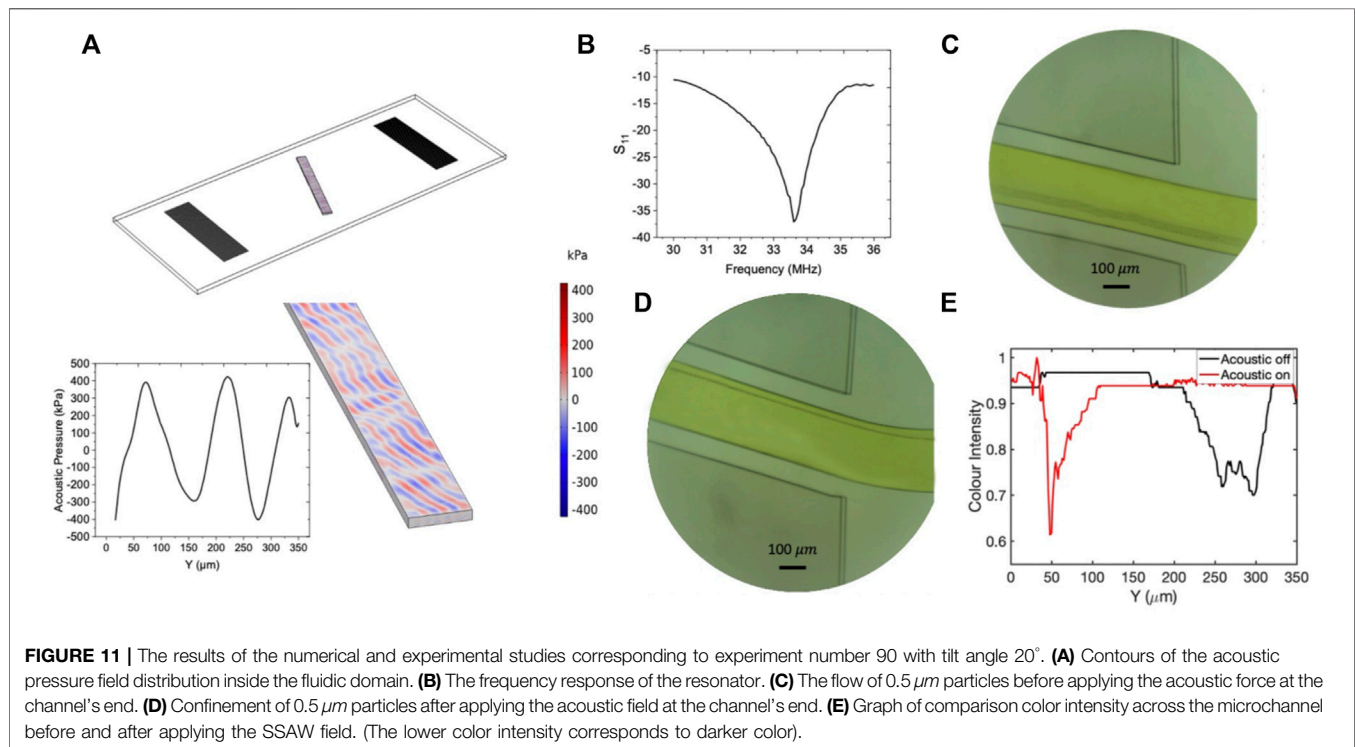 A
B
-5
-10
-15
-20
-25
-30
-35
-40
S11
30 31 32 33 34 35 36
Frequency (MHz)
C
100 μm
kPa
400
300
200
100
0
-100
-200
-300
-400
500
400
300
200
100
0
-100
-200
-300
-400
-500
Acoustic Pressure (kPa)
0 50 100 150 200 250 300 350
Y (μm)
D
100 μm
E
Acoustic off
Acoustic on
1
0.9
0.8
0.7
0.6
Colour Intensity
0 50 100 150 200 250 300 350
Y (μm)
FIGURE 11 | The results of the numerical and experimental studies corresponding to experiment number 90 with tilt angle 20°. (A) Contours of the acoustic
pressure field distribution inside the fluidic domain. (B) The frequency response of the resonator. (C) The flow of 0.5 μm particles before applying the acoustic force at the
channel's end. (D) Confinement of 0.5 μm particles after applying the acoustic field at the channel's end. (E) Graph of comparison color intensity across the microchannel
before and after applying the SSAW field. (The lower color intensity corresponds to darker color).